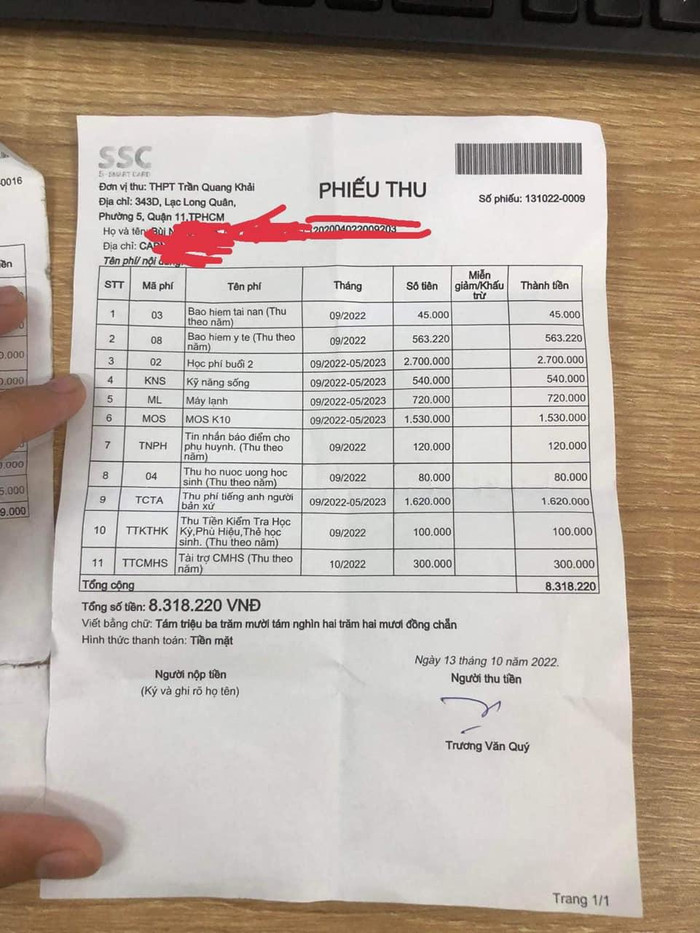 SSC
S-SMART CARD
Đơn vị thu: THPT Trần Quang Khải
Địa chỉ: 343D, Lạc Long Quân,
Phường 5, Quận 11,TPHCM
PHIẾU THU
Số phiếu: 131022-0009
Họ và tên
Địa chỉ:
Tên phí/ nội
STT Mã phí Tên phí Tháng Số tiền Miễn giảm/Khấu trừ Thành tiền
1 03 Bao hiem tai nan (Thu theo năm) 09/2022 45.000 45.000
2 08 Bao hiem y te (Thu theo năm) 09/2022 563.220 563.220
3 02 Học phí buổi 2 09/2022-05/2023 2.700.000 2.700.000
4 KNS Kỹ năng sống 09/2022-05/2023 540.000 540.000
5 ML Máy lạnh 09/2022-05/2023 720.000 720.000
6 MOS MOS K10 09/2022-05/2023 1.530.000 1.530.000
7 TNPH Tin nhắn báo điểm cho phụ huynh. (Thu theo năm) 09/2022 120.000 120.000
8 04 Thu ho nuoc uong hoc sinh (Thu theo năm) 09/2022 80.000 80.000
9 TCTA Thu phí tiếng anh người bản xứ 09/2022-05/2023 1.620.000 1.620.000
10 TTKTHK Thu Tiền Kiểm Tra Học Kỳ,Phù Hiệu,Thẻ học sinh. (Thu theo năm) 09/2022 100.000 100.000
11 TTCMHS Tài trợ CMHS (Thu theo năm) 10/2022 300.000 300.000
Tổng cộng 8.318.220
Tổng số tiền: 8.318.220 VNĐ
Viết bằng chữ: Tám triệu ba trăm mười tám nghìn hai trăm hai mươi đồng chẵn
Hình thức thanh toán: Tiền mặt
Ngày 13 tháng 10 năm 2022.
Người nộp tiền
(Ký và ghi rõ họ tên)
Người thu tiền
Trương Văn Quý
Trang 1/1